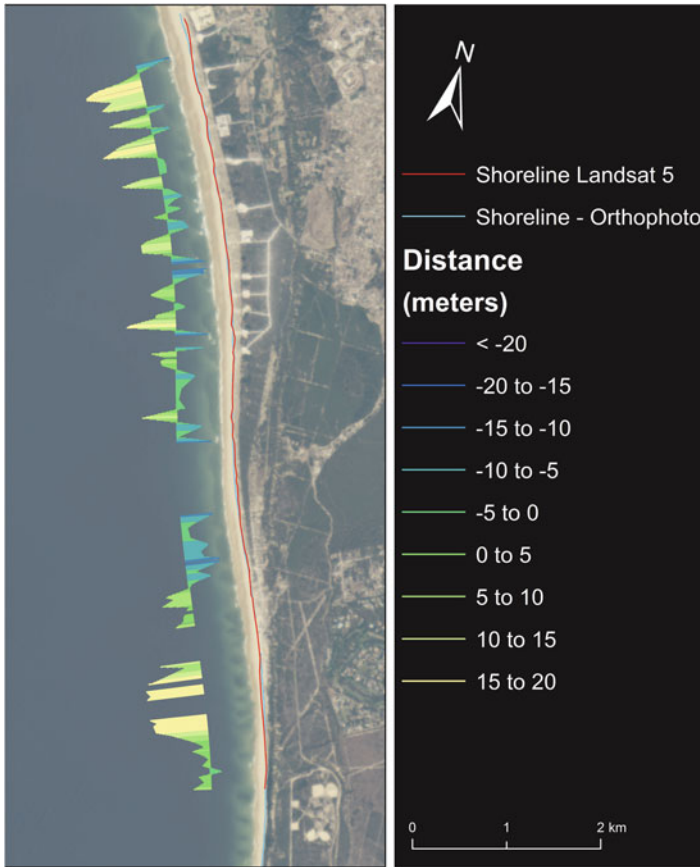 N
Shoreline Landsat 5
Shoreline - Orthophoto
Distance
(meters)
< -20
-20 to -15
-15 to -10
-10 to -5
-5 to 0
0 to 5
5 to 10
10 to 15
15 to 20
0 1 2 km